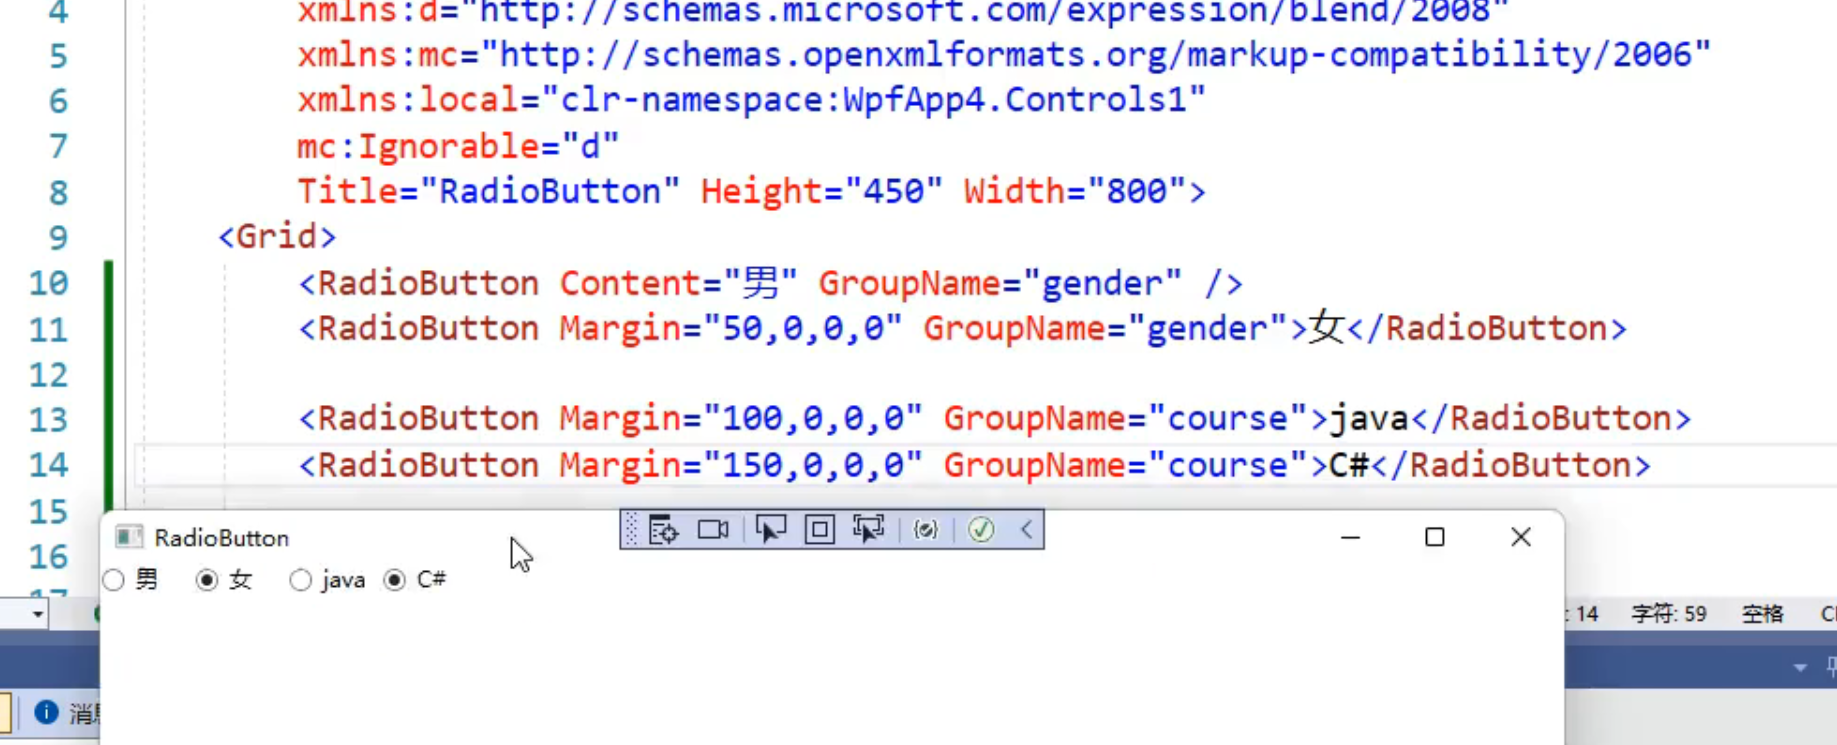 4 xmlns:d="http://schemas.microsoft.com/expression/blend/2008"
5 xmlns:mc="http://schemas.openxmlformats.org/markup-compatibility/2006"
6 xmlns:local="clr-namespace:WpfApp4.Controls1"
7 mc:Ignorable="d"
8 Title="RadioButton" Height="450" Width="800">
9 <Grid>
10 <RadioButton Content="男" GroupName="gender" />
11 <RadioButton Margin="50,0,0,0" GroupName="gender">女</RadioButton>
12
13 <RadioButton Margin="100,0,0,0" GroupName="course">java</RadioButton>
14 <RadioButton Margin="150,0,0,0" GroupName="course">C#</RadioButton>
15
RadioButton
16
男 女 java C#
17
: 14 字符: 59 空格